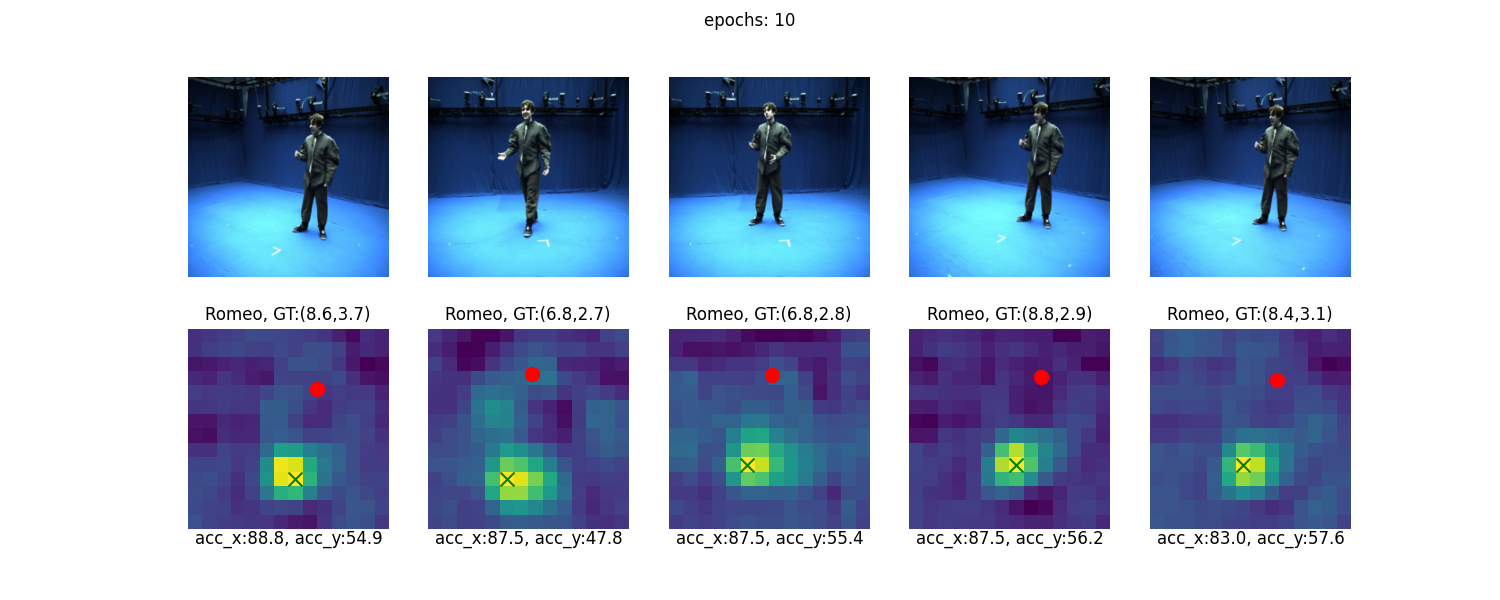 epochs: 10
Romeo, GT:(8.6,3.7)
Romeo, GT:(6.8,2.7)
Romeo, GT:(6.8,2.8)
Romeo, GT:(8.8,2.9)
Romeo, GT:(8.4,3.1)
acc_x:88.8, acc_y:54.9
acc_x:87.5, acc_y:47.8
acc_x:87.5, acc_y:55.4
acc_x:87.5, acc_y:56.2
acc_x:83.0, acc_y:57.6